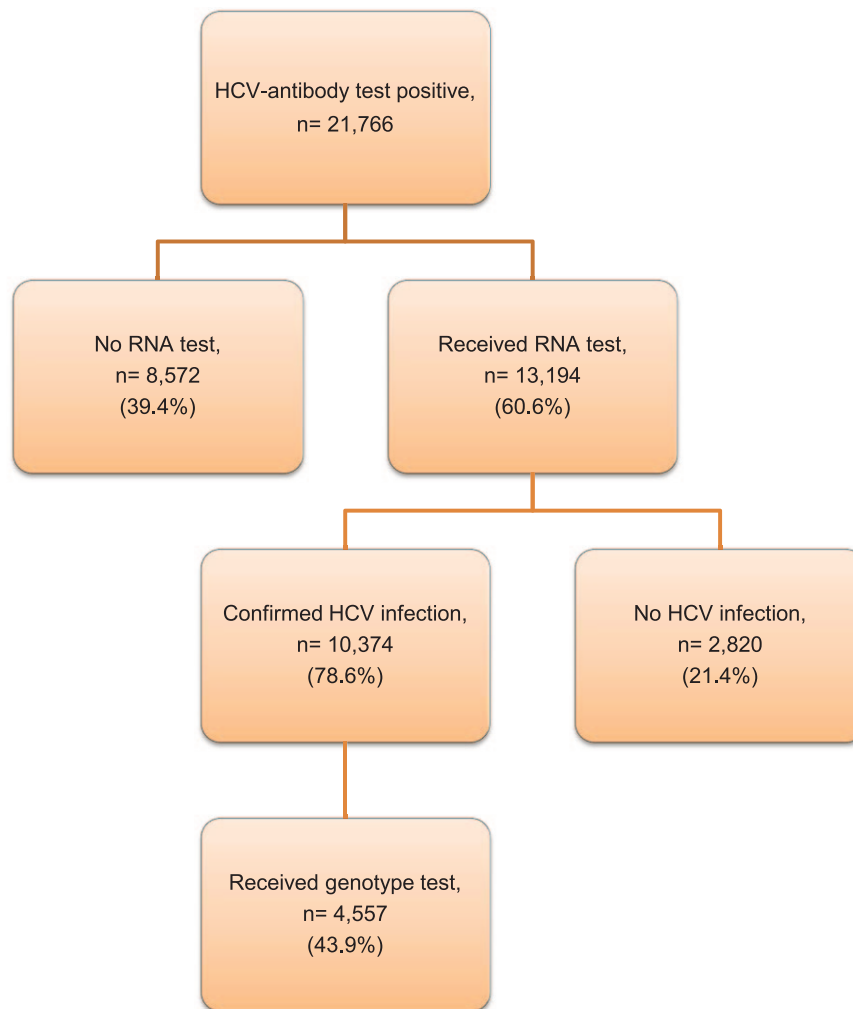 HCV-antibody test positive,
n= 21,766
No RNA test,
n= 8,572
(39.4%)
Received RNA test,
n= 13,194
(60.6%)
Confirmed HCV infection,
n= 10,374
(78.6%)
No HCV infection,
n= 2,820
(21.4%)
Received genotype test,
n= 4,557
(43.9%)